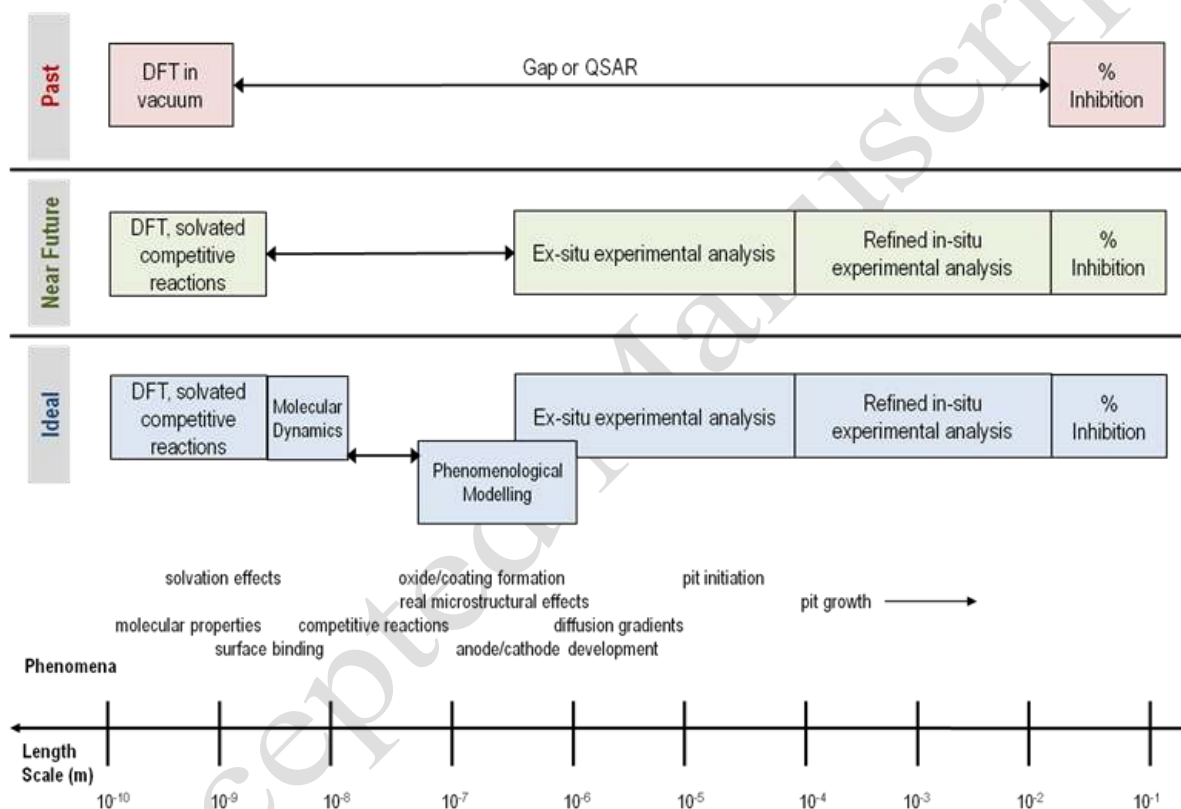 Past
DFT in
vacuum
Gap or QSAR
%
Inhibition
Near Future
DFT, solvated
competitive
reactions
Ex-situ experimental analysis
Refined in-situ
experimental analysis
%
Inhibition
Ideal
DFT, solvated
competitive
reactions
Molecular
Dynamics
Phenomenological
Modelling
Ex-situ experimental analysis
Refined in-situ
experimental analysis
%
Inhibition
solvation effects
oxide/coating formation
pit initiation
real microstructural effects
pit growth
molecular properties
competitive reactions
diffusion gradients
surface binding
anode/cathode development
Phenomena
Length
Scale (m)
10⁻¹⁰ 10⁻⁹ 10⁻⁸ 10⁻⁷ 10⁻⁶ 10⁻⁵ 10⁻⁴ 10⁻³ 10⁻² 10⁻¹
cepted Manuscrip